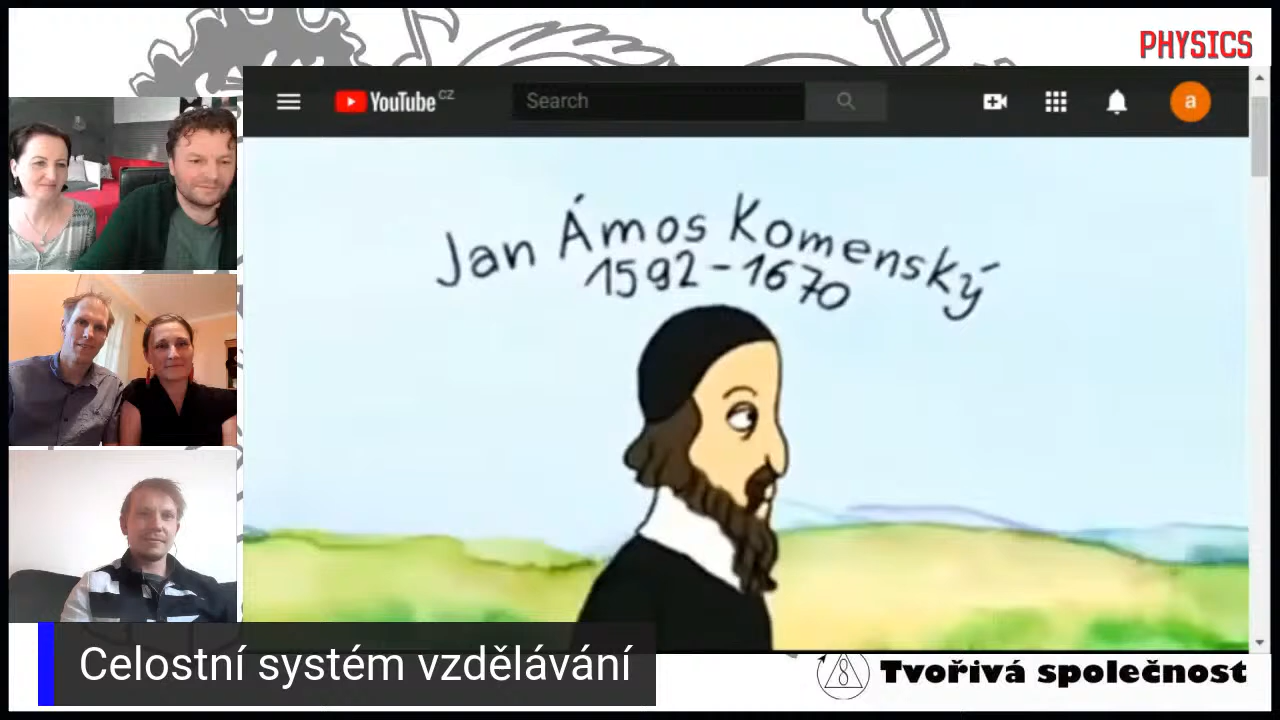 PHYSICS
YouTube CZ
Search
a
Jan Ámos Komenský
1592-1670
Celostní systém vzdělávání
Tvořivá společnost